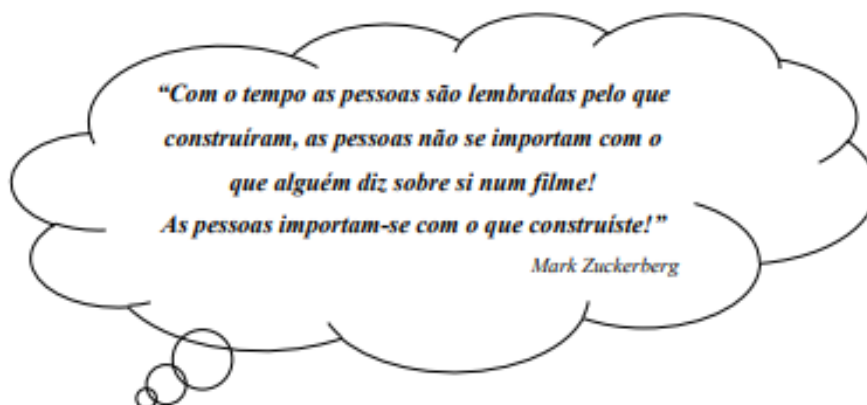 “Com o tempo as pessoas são lembradas pelo que
construíram, as pessoas não se importam com o
que alguém diz sobre si num filme!
As pessoas importam-se com o que construíste!”
Mark Zuckerberg